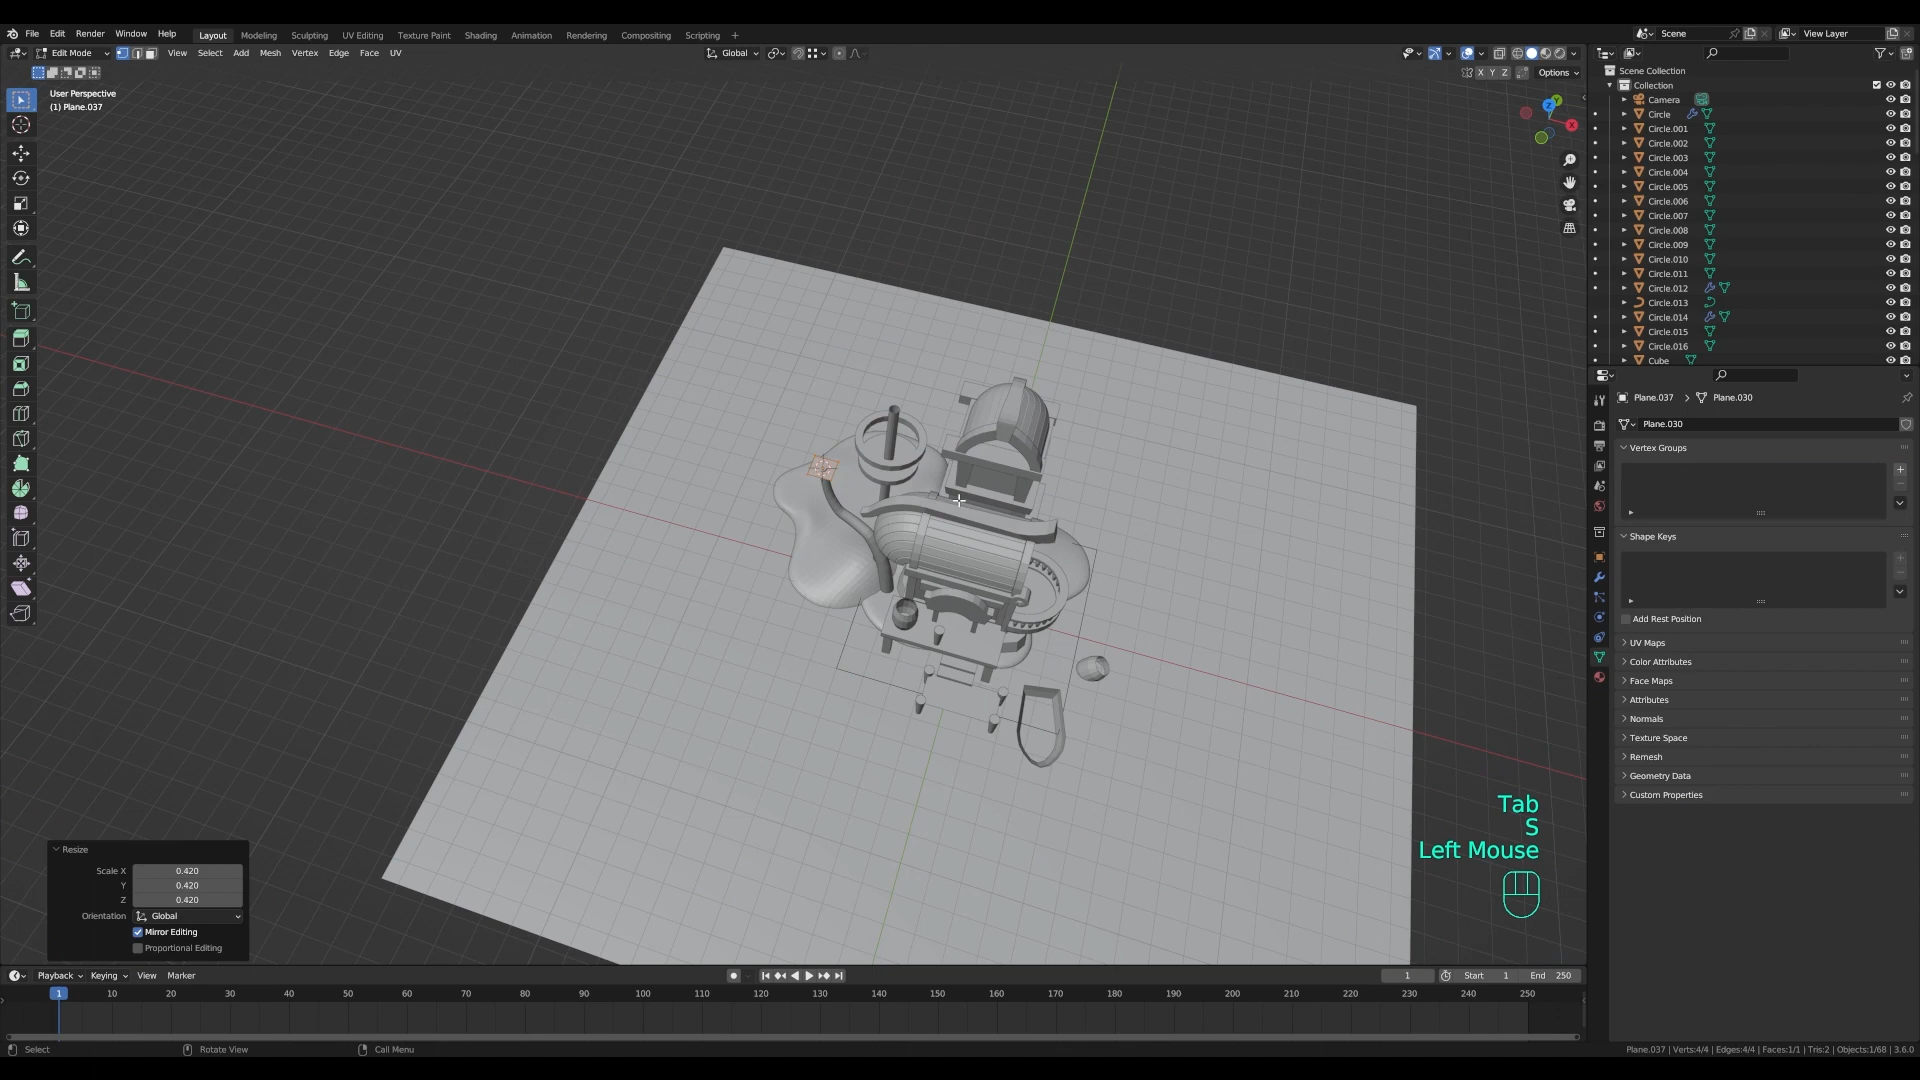 File Edit Render Window Help Layout Modeling Sculpting UV Editing Texture Paint Shading Animation Rendering Compositing Scripting + Scene View Layer
Edit Mode View Select Add Mesh Vertex Edge Face UV Global
X Y Z Options
User Perspective
(1) Plane.037
Scene Collection
Collection
Camera
Circle
Circle.001
Circle.002
Circle.003
Circle.004
Circle.005
Circle.006
Circle.007
Circle.008
Circle.009
Circle.010
Circle.011
Circle.012
Circle.013
Circle.014
Circle.015
Circle.016
Cube
Plane.037 > Plane.030
Plane.030
Vertex Groups
Shape Keys
Add Rest Position
UV Maps
Color Attributes
Face Maps
Attributes
Normals
Texture Space
Remesh
Geometry Data
Custom Properties
Z Y X
Tab
S
Left Mouse
Resize
Scale X 0.420
Y 0.420
Z 0.420
Orientation Global
Mirror Editing
Proportional Editing
Playback Keying View Marker 1 Start 1 End 250
1 10 20 30 40 50 60 70 80 90 100 110 120 130 140 150 160 170 180 190 200 210 220 230 240 250
Select Rotate View Call Menu Plane.037 | Verts:4/4 | Edges:4/4 | Faces:1/1 | Tris:2 | Objects:1/68 | 3.6.0